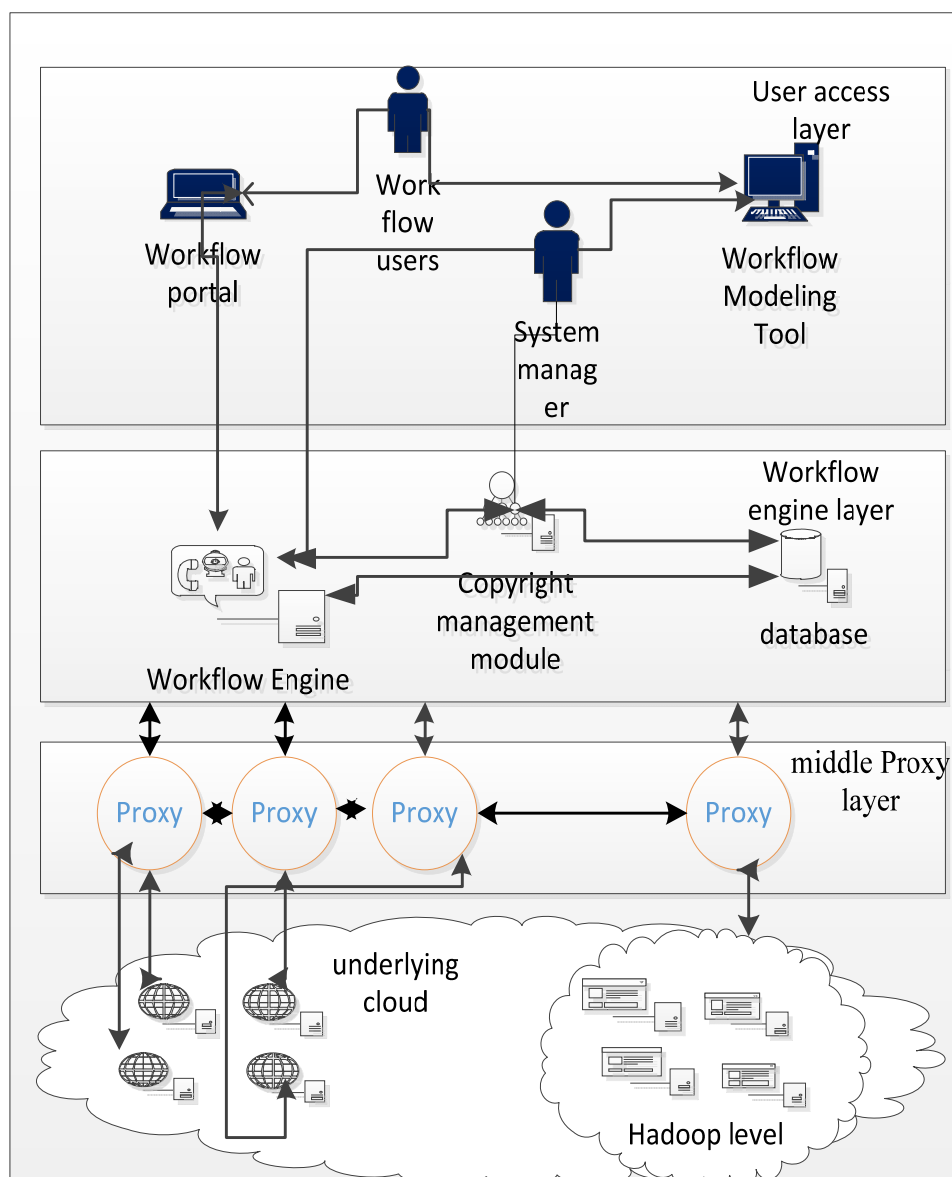 User access
layer
Work
flow
users
Workflow
portal
Workflow
Modeling
Tool
System
manag
er
Workflow
engine layer
Copyright
management
module
database
Workflow Engine
middle Proxy
layer
Proxy
Proxy
Proxy
Proxy
underlying
cloud
Hadoop level